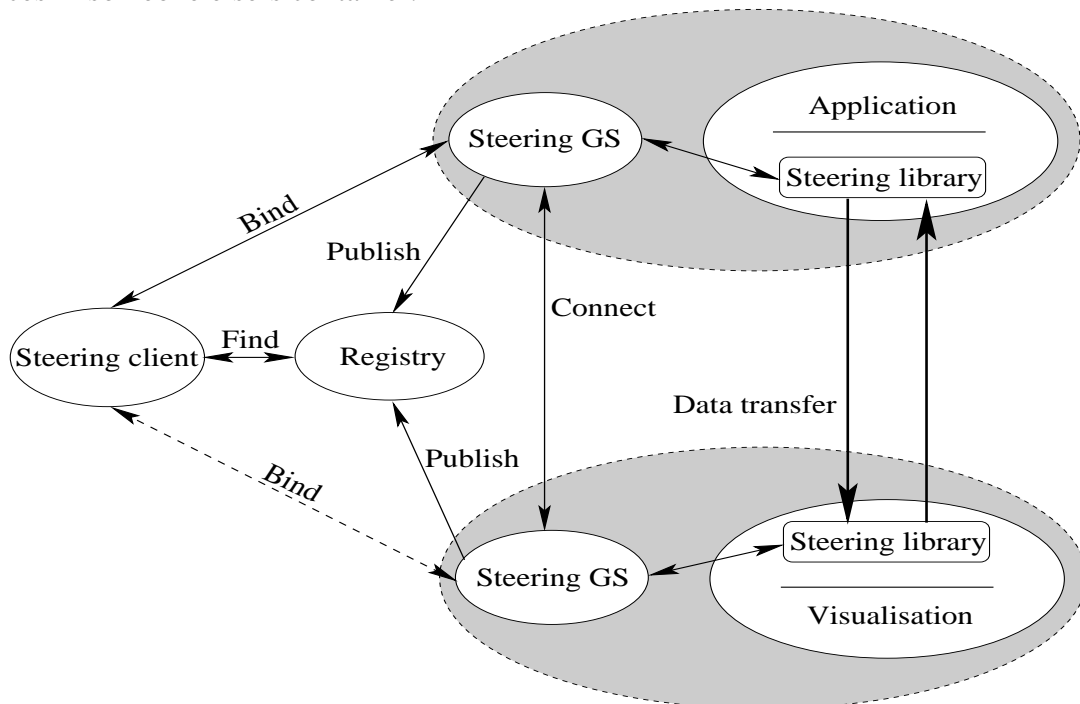 Application
Steering GS
Steering library
Bind
Publish
Connect
Steering client
Find
Registry
Data transfer
Publish
Bind
Steering library
Steering GS
Visualisation